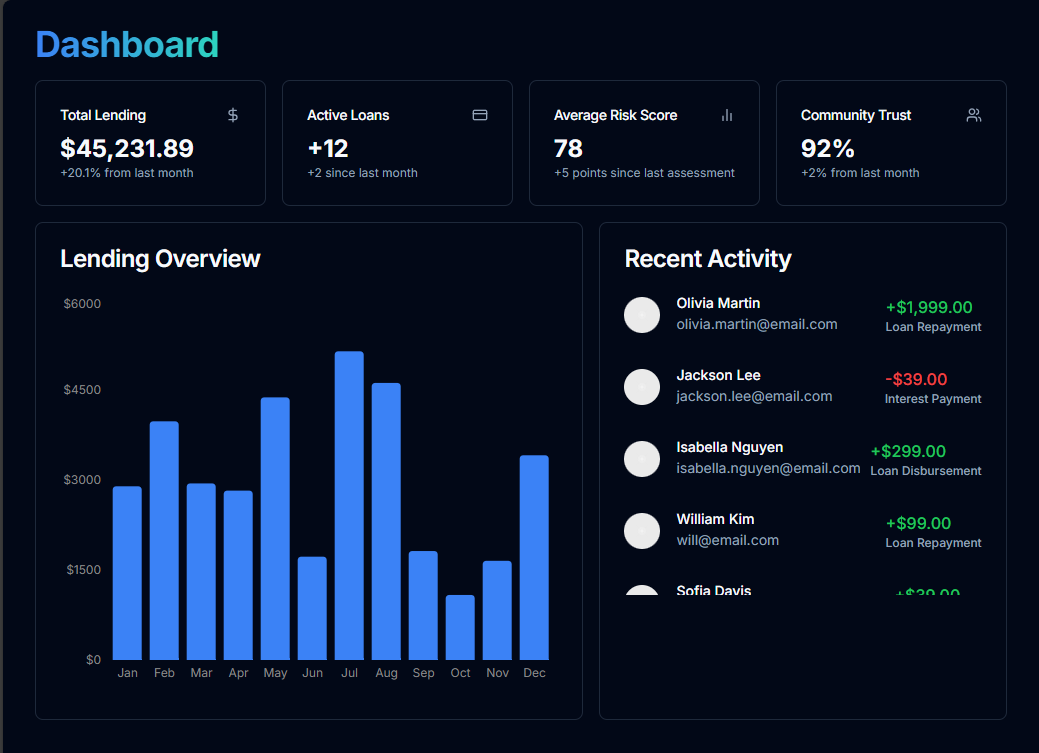 Dashboard
Total Lending
$45,231.89
+20.1% from last month
Active Loans
+12
+2 since last month
Average Risk Score
78
+5 points since last assessment
Community Trust
92%
+2% from last month
Lending Overview
$6000
$4500
$3000
$1500
$0
Jan Feb Mar Apr May Jun Jul Aug Sep Oct Nov Dec
Recent Activity
Olivia Martin
olivia.martin@email.com
+$1,999.00
Loan Repayment
Jackson Lee
jackson.lee@email.com
-$39.00
Interest Payment
Isabella Nguyen
isabella.nguyen@email.com
+$299.00
Loan Disbursement
William Kim
will@email.com
+$99.00
Loan Repayment
Sofia Davis
+$39.00